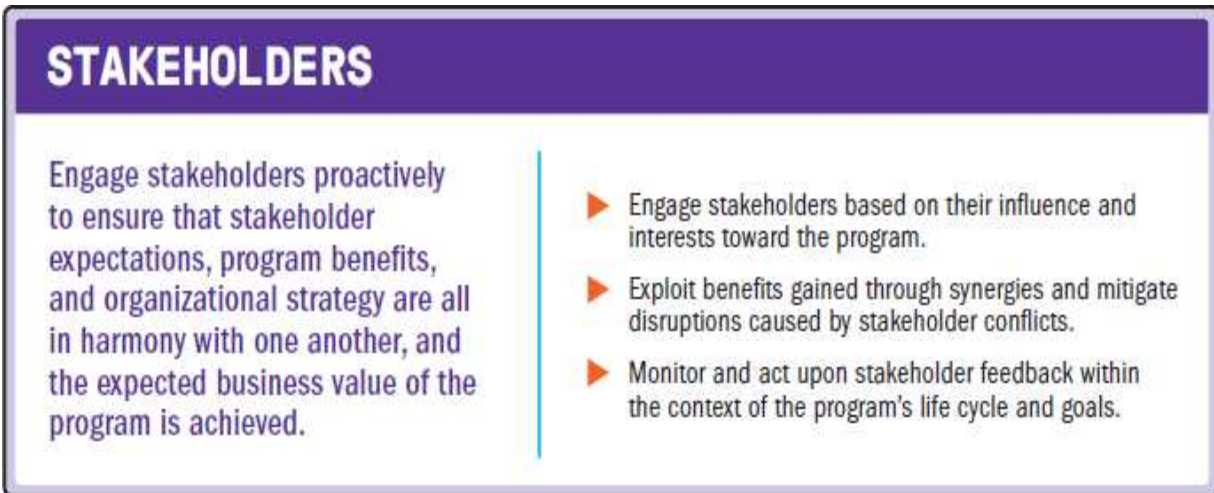 STAKEHOLDERS
Engage stakeholders proactively
to ensure that stakeholder
expectations, program benefits,
and organizational strategy are all
in harmony with one another, and
the expected business value of the
program is achieved.
Engage stakeholders based on their influence and
interests toward the program.
Exploit benefits gained through synergies and mitigate
disruptions caused by stakeholder conflicts.
Monitor and act upon stakeholder feedback within
the context of the program's life cycle and goals.